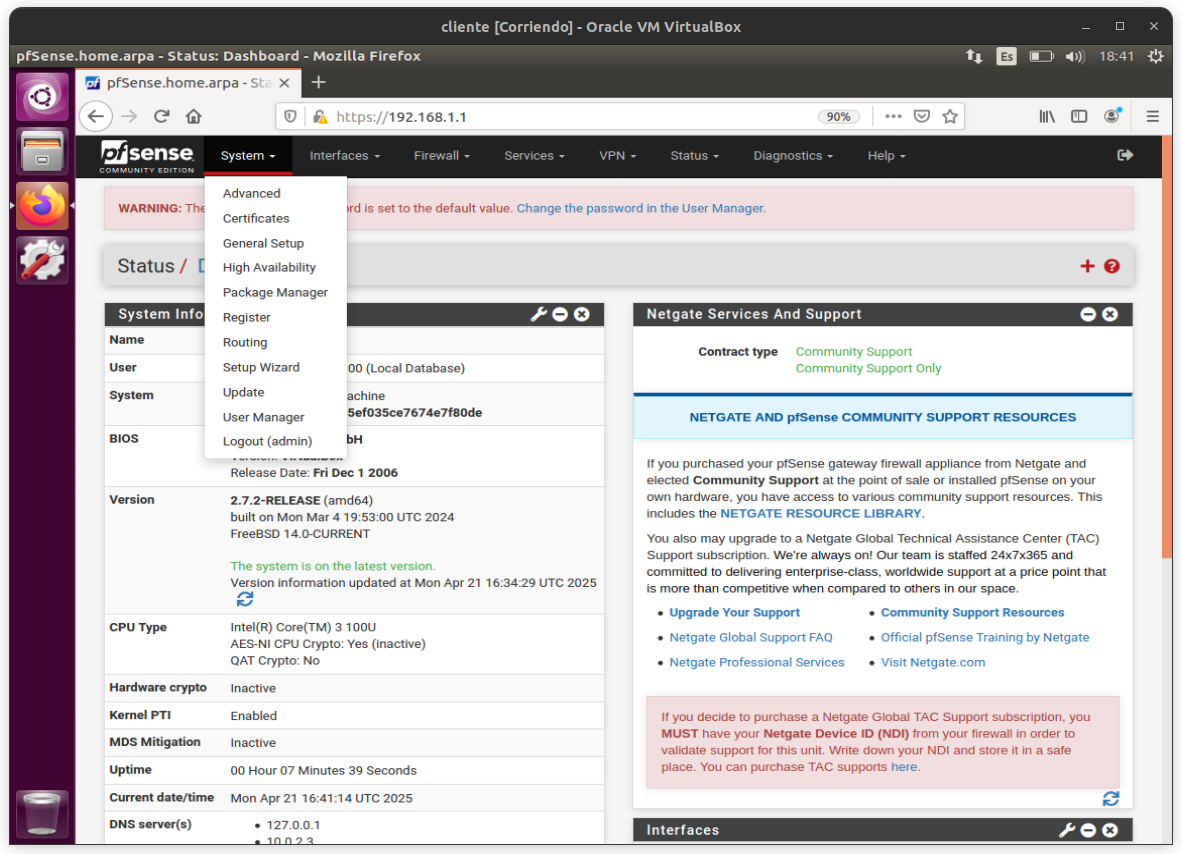 cliente [Corriendo] - Oracle VM VirtualBox
pfSense.home.arpa - Status: Dashboard - Mozilla Firefox
Es
18:41
pf pfSense.home.arpa - Sta
https://192.168.1.1
90%
pfsense
COMMUNITY EDITION
System
Interfaces
Firewall
Services
VPN
Status
Diagnostics
Help
Advanced
Certificates
General Setup
High Availability
Package Manager
Register
Routing
Setup Wizard
Update
User Manager
Logout (admin)
WARNING: The
rd is set to the default value. Change the password in the User Manager.
Status /
System Info
Name
User
00 (Local Database)
System
achine
5ef035ce7674e7f80de
BIOS
bH
Version: VirtualBox
Release Date: Fri Dec 1 2006
Version
2.7.2-RELEASE (amd64)
built on Mon Mar 4 19:53:00 UTC 2024
FreeBSD 14.0-CURRENT
The system is on the latest version.
Version information updated at Mon Apr 21 16:34:29 UTC 2025
CPU Type
Intel(R) Core(TM) 3 100U
AES-NI CPU Crypto: Yes (inactive)
QAT Crypto: No
Hardware crypto
Inactive
Kernel PTI
Enabled
MDS Mitigation
Inactive
Uptime
00 Hour 07 Minutes 39 Seconds
Current date/time
Mon Apr 21 16:41:14 UTC 2025
DNS server(s)
• 127.0.0.1
• 10.0.2.3
Netgate Services And Support
Contract type
Community Support
Community Support Only
NETGATE AND pfSense COMMUNITY SUPPORT RESOURCES
If you purchased your pfSense gateway firewall appliance from Netgate and
elected Community Support at the point of sale or installed pfSense on your
own hardware, you have access to various community support resources. This
includes the NETGATE RESOURCE LIBRARY.
You also may upgrade to a Netgate Global Technical Assistance Center (TAC)
Support subscription. We're always on! Our team is staffed 24x7x365 and
committed to delivering enterprise-class, worldwide support at a price point that
is more than competitive when compared to others in our space.
• Upgrade Your Support
• Community Support Resources
• Netgate Global Support FAQ
• Official pfSense Training by Netgate
• Netgate Professional Services
• Visit Netgate.com
If you decide to purchase a Netgate Global TAC Support subscription, you
MUST have your Netgate Device ID (NDI) from your firewall in order to
validate support for this unit. Write down your NDI and store it in a safe
place. You can purchase TAC supports here.
Interfaces